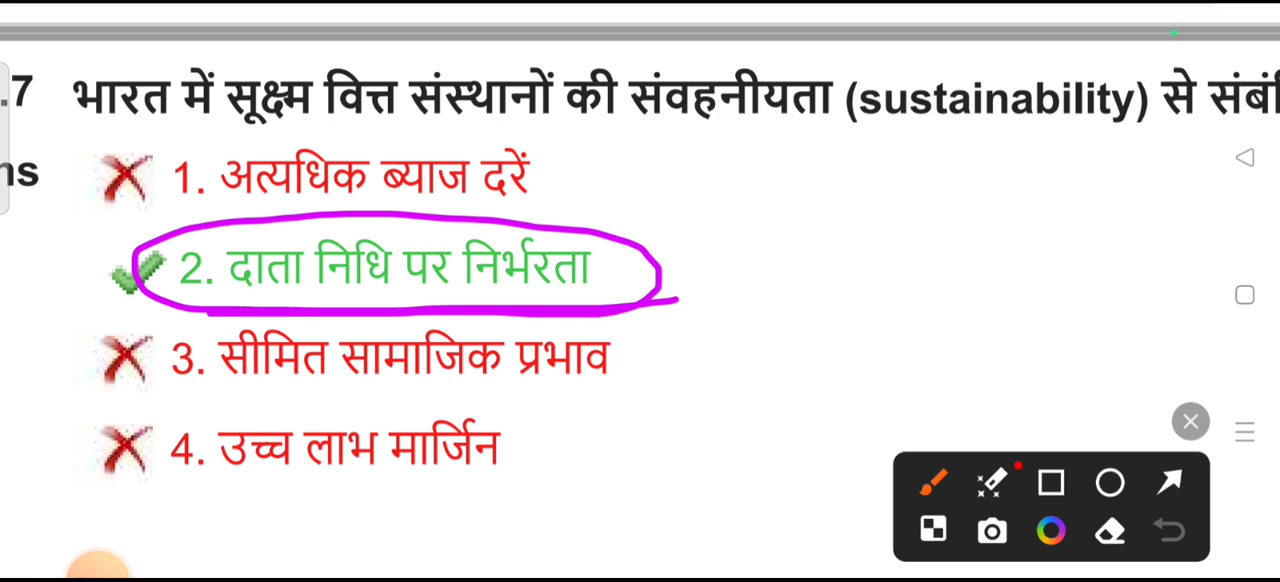 .7 भारत में सूक्ष्म वित्त संस्थानों की संवहनीयता (sustainability) से
ns
1. अत्यधिक ब्याज दरें
2. दाता निधि पर निर्भरता
3. सीमित सामाजिक प्रभाव
4. उच्च लाभ मार्जिन